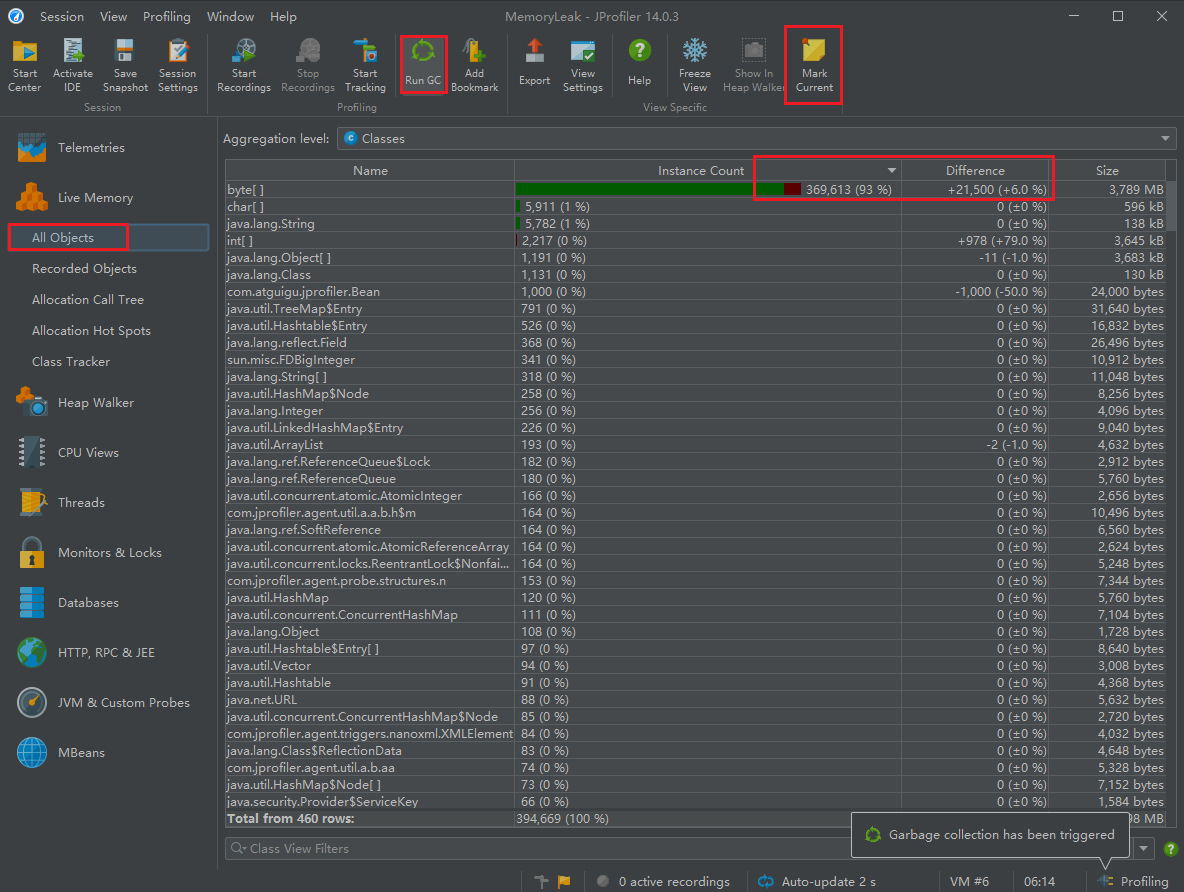 Session View Profiling Window Help MemoryLeak - JProfiler 14.0.3
Start Center
Activate IDE
Save Snapshot
Session Settings
Start Recordings
Stop Recordings
Start Tracking
Run GC
Add Bookmark
Export
View Settings
Help
Freeze View
Show In Heap Walker
Mark Current
Session Profiling View Specific
Telemetries
Live Memory
All Objects
Recorded Objects
Allocation Call Tree
Allocation Hot Spots
Class Tracker
Heap Walker
CPU Views
Threads
Monitors & Locks
Databases
HTTP, RPC & JEE
JVM & Custom Probes
MBeans
Aggregation level: Classes
Name Instance Count Difference Size
byte[ ] 369,613 (93 %) +21,500 (+6.0 %) 3,789 MB
char[ ] 5,911 (1 %) 0 (±0 %) 596 kB
java.lang.String 5,782 (1 %) 0 (±0 %) 138 kB
int[ ] 2,217 (0 %) +978 (+79.0 %) 3,645 kB
java.lang.Object[ ] 1,191 (0 %) -11 (-1.0 %) 3,683 kB
java.lang.Class 1,131 (0 %) 0 (±0 %) 130 kB
com.atguigu.jprofiler.Bean 1,000 (0 %) -1,000 (-50.0 %) 24,000 bytes
java.util.TreeMap$Entry 791 (0 %) 0 (±0 %) 31,640 bytes
java.util.Hashtable$Entry 526 (0 %) 0 (±0 %) 16,832 bytes
java.lang.reflect.Field 368 (0 %) 0 (±0 %) 26,496 bytes
sun.misc.FDBigInteger 341 (0 %) 0 (±0 %) 10,912 bytes
java.lang.String[ ] 318 (0 %) 0 (±0 %) 11,048 bytes
java.util.HashMap$Node 258 (0 %) 0 (±0 %) 8,256 bytes
java.lang.Integer 256 (0 %) 0 (±0 %) 4,096 bytes
java.util.LinkedHashMap$Entry 226 (0 %) 0 (±0 %) 9,040 bytes
java.util.ArrayList 193 (0 %) -2 (-1.0 %) 4,632 bytes
java.lang.ref.ReferenceQueue$Lock 182 (0 %) 0 (±0 %) 2,912 bytes
java.lang.ref.ReferenceQueue 180 (0 %) 0 (±0 %) 5,760 bytes
java.util.concurrent.atomic.AtomicInteger 166 (0 %) 0 (±0 %) 2,656 bytes
com.jprofiler.agent.util.a.a.b.h$m 164 (0 %) 0 (±0 %) 10,496 bytes
java.lang.ref.SoftReference 164 (0 %) 0 (±0 %) 6,560 bytes
java.util.concurrent.atomic.AtomicReferenceArray 164 (0 %) 0 (±0 %) 2,624 bytes
java.util.concurrent.locks.ReentrantLock$Nonfai... 164 (0 %) 0 (±0 %) 5,248 bytes
com.jprofiler.agent.probe.structures.n 153 (0 %) 0 (±0 %) 7,344 bytes
java.util.HashMap 120 (0 %) 0 (±0 %) 5,760 bytes
java.util.concurrent.ConcurrentHashMap 111 (0 %) 0 (±0 %) 7,104 bytes
java.lang.Object 108 (0 %) 0 (±0 %) 1,728 bytes
java.util.Hashtable$Entry[ ] 97 (0 %) 0 (±0 %) 8,640 bytes
java.util.Vector 94 (0 %) 0 (±0 %) 3,008 bytes
java.util.Hashtable 91 (0 %) 0 (±0 %) 4,368 bytes
java.net.URL 88 (0 %) 0 (±0 %) 5,632 bytes
java.util.concurrent.ConcurrentHashMap$Node 85 (0 %) 0 (±0 %) 2,720 bytes
com.jprofiler.agent.triggers.nanoxml.XMLElement 84 (0 %) 0 (±0 %) 4,032 bytes
java.lang.Class$ReflectionData 83 (0 %) 0 (±0 %) 4,648 bytes
com.jprofiler.agent.util.a.b.aa 74 (0 %) 0 (±0 %) 5,328 bytes
java.util.HashMap$Node[ ] 73 (0 %) 0 (±0 %) 7,152 bytes
java.security.Provider$ServiceKey 66 (0 %) 0 (±0 %) 1,584 bytes
Total from 460 rows: 394,669 (100 %) 98 MB
Class View Filters
Garbage collection has been triggered
0 active recordings Auto-update 2 s VM #6 06:14 Profiling